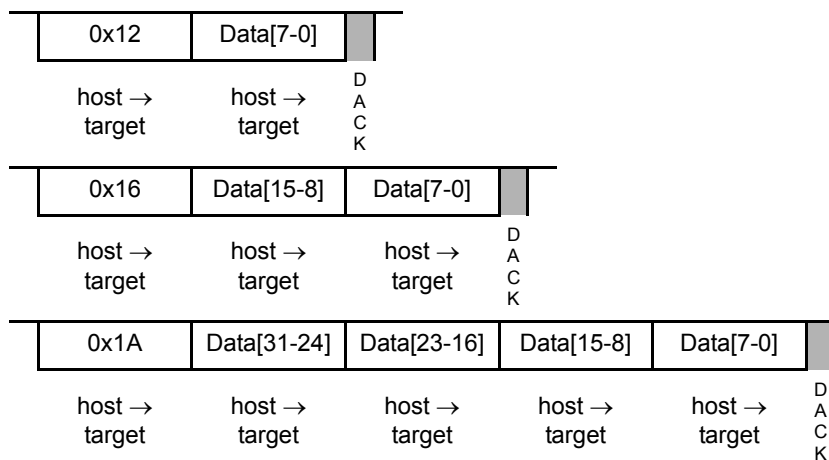 0x12 Data[7-0]
host → host →
target target
D
A
C
K
0x16 Data[15-8] Data[7-0]
host → host → host →
target target target
D
A
C
K
0x1A Data[31-24] Data[23-16] Data[15-8] Data[7-0]
host → host → host → host → host →
target target target target target
D
A
C
K